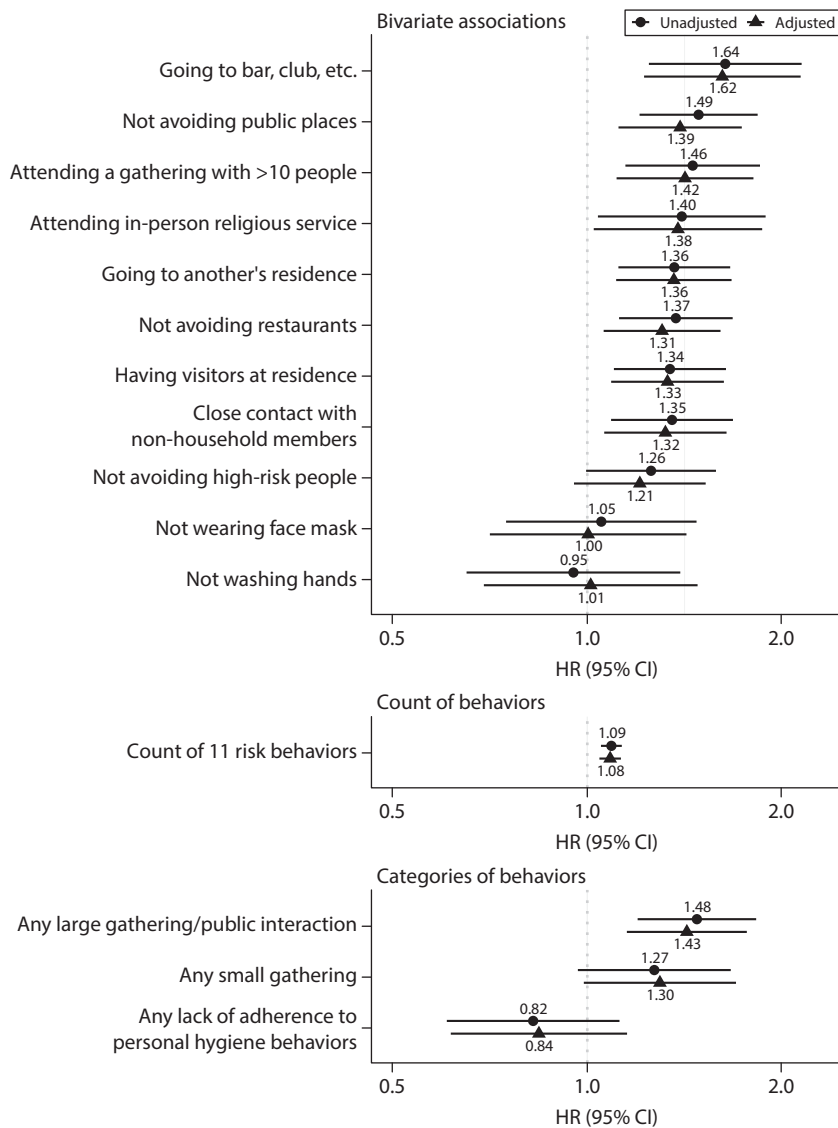 Bivariate associations
Unadjusted Adjusted
Going to bar, club, etc.
1.64
1.62
Not avoiding public places
1.49
1.39
Attending a gathering with >10 people
1.46
1.42
Attending in-person religious service
1.40
1.38
Going to another's residence
1.36
1.36
Not avoiding restaurants
1.37
1.31
Having visitors at residence
1.34
1.33
Close contact with
non-household members
1.35
1.32
Not avoiding high-risk people
1.26
1.21
Not wearing face mask
1.05
1.00
Not washing hands
0.95
1.01
0.5 1.0 2.0
HR (95% CI)
Count of behaviors
Count of 11 risk behaviors
1.09
1.08
0.5 1.0 2.0
HR (95% CI)
Categories of behaviors
Any large gathering/public interaction
1.48
1.43
Any small gathering
1.27
1.30
Any lack of adherence to
personal hygiene behaviors
0.82
0.84
0.5 1.0 2.0
HR (95% CI)